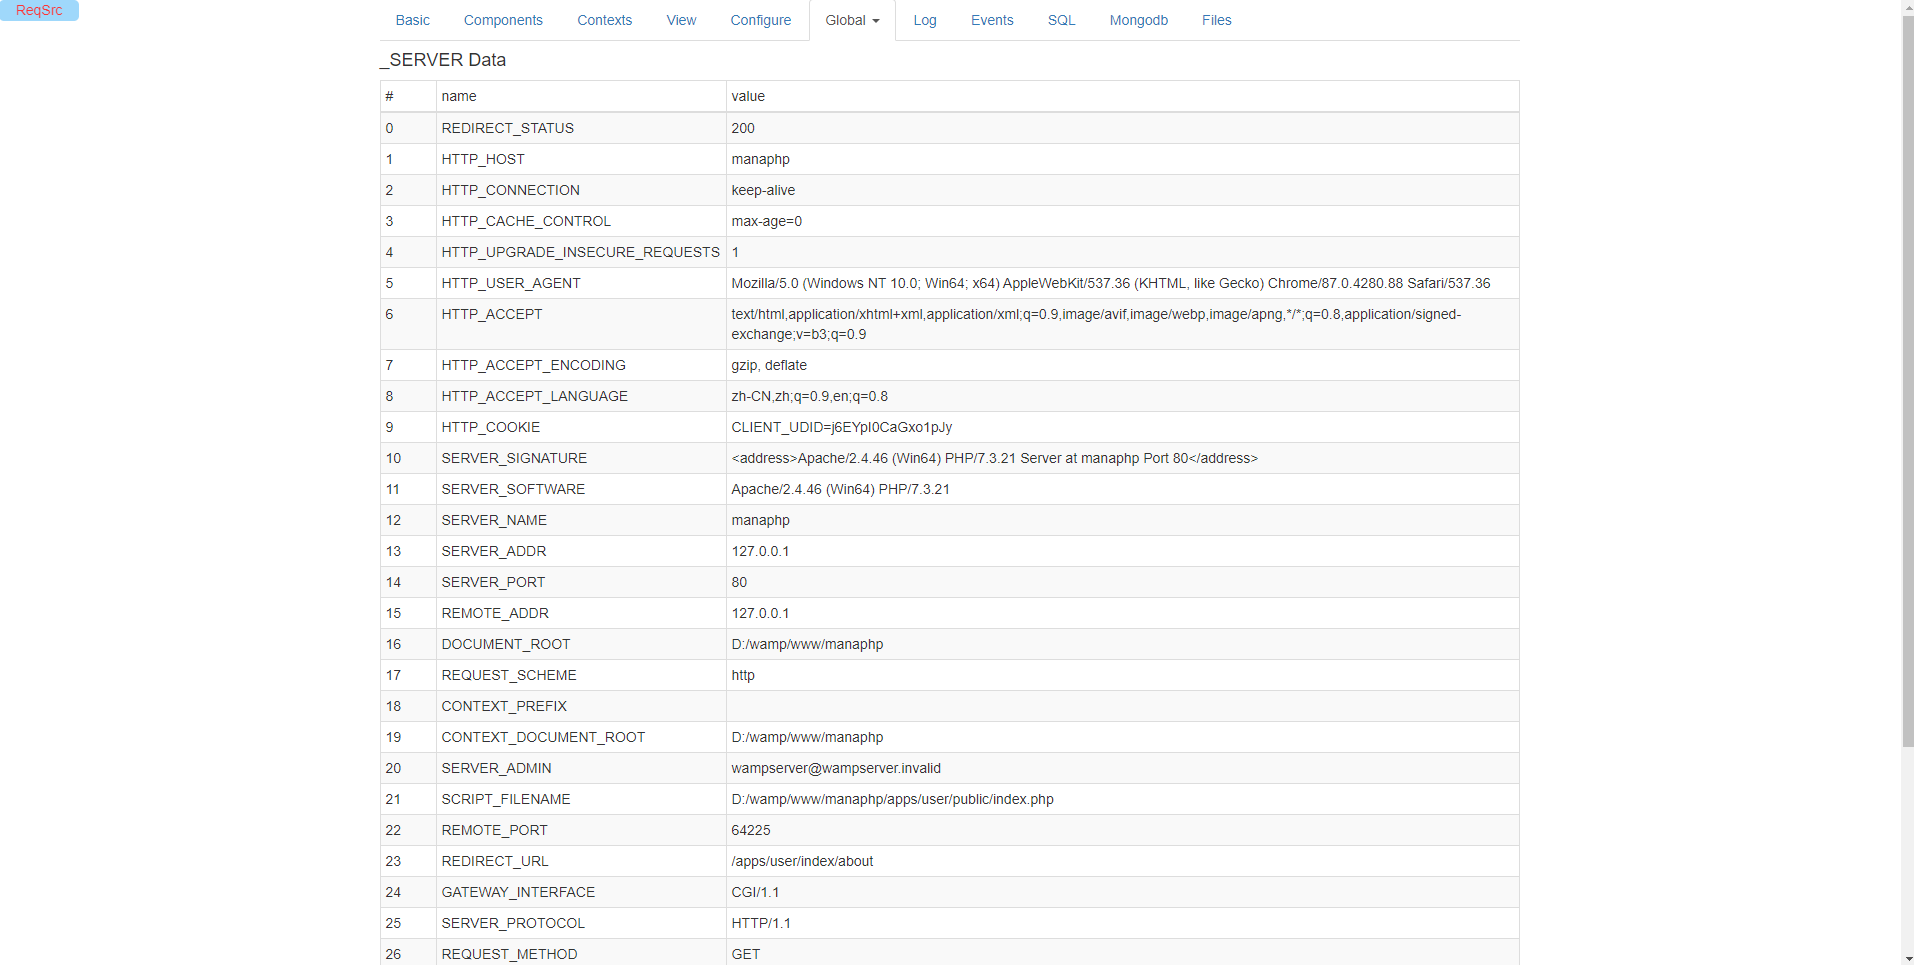 ReqSrc
Basic Components Contexts View Configure Global Log Events SQL Mongodb Files
_SERVER Data
# name value
0 REDIRECT_STATUS 200
1 HTTP_HOST manaphp
2 HTTP_CONNECTION keep-alive
3 HTTP_CACHE_CONTROL max-age=0
4 HTTP_UPGRADE_INSECURE_REQUESTS 1
5 HTTP_USER_AGENT Mozilla/5.0 (Windows NT 10.0; Win64; x64) AppleWebKit/537.36 (KHTML, like Gecko) Chrome/87.0.4280.88 Safari/537.36
6 HTTP_ACCEPT text/html,application/xhtml+xml,application/xml;q=0.9,image/avif,image/webp,image/apng,*/*;q=0.8,application/signed-
exchange;v=b3;q=0.9
7 HTTP_ACCEPT_ENCODING gzip, deflate
8 HTTP_ACCEPT_LANGUAGE zh-CN,zh;q=0.9,en;q=0.8
9 HTTP_COOKIE CLIENT_UDID=j6EYpI0CaGxo1pJy
10 SERVER_SIGNATURE <address>Apache/2.4.46 (Win64) PHP/7.3.21 Server at manaphp Port 80</address>
11 SERVER_SOFTWARE Apache/2.4.46 (Win64) PHP/7.3.21
12 SERVER_NAME manaphp
13 SERVER_ADDR 127.0.0.1
14 SERVER_PORT 80
15 REMOTE_ADDR 127.0.0.1
16 DOCUMENT_ROOT D:/wamp/www/manaphp
17 REQUEST_SCHEME http
18 CONTEXT_PREFIX
19 CONTEXT_DOCUMENT_ROOT D:/wamp/www/manaphp
20 SERVER_ADMIN wampserver@wampserver.invalid
21 SCRIPT_FILENAME D:/wamp/www/manaphp/apps/user/public/index.php
22 REMOTE_PORT 64225
23 REDIRECT_URL /apps/user/index/about
24 GATEWAY_INTERFACE CGI/1.1
25 SERVER_PROTOCOL HTTP/1.1
26 REQUEST_METHOD GET